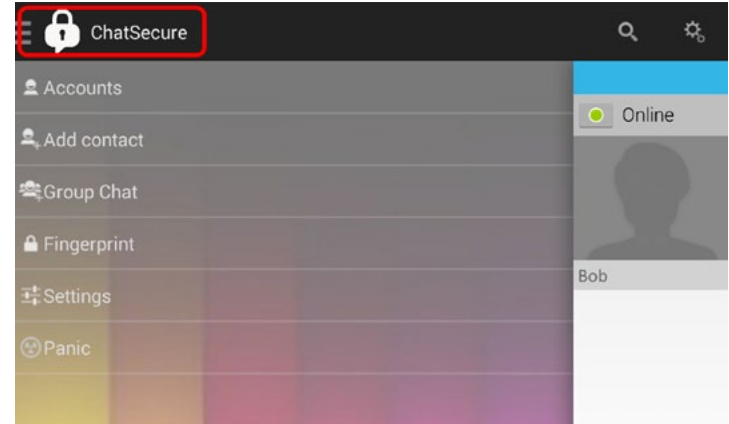 ChatSecure
Accounts
Add contact
Group Chat
Fingerprint
Settings
Panic
Online
Bob